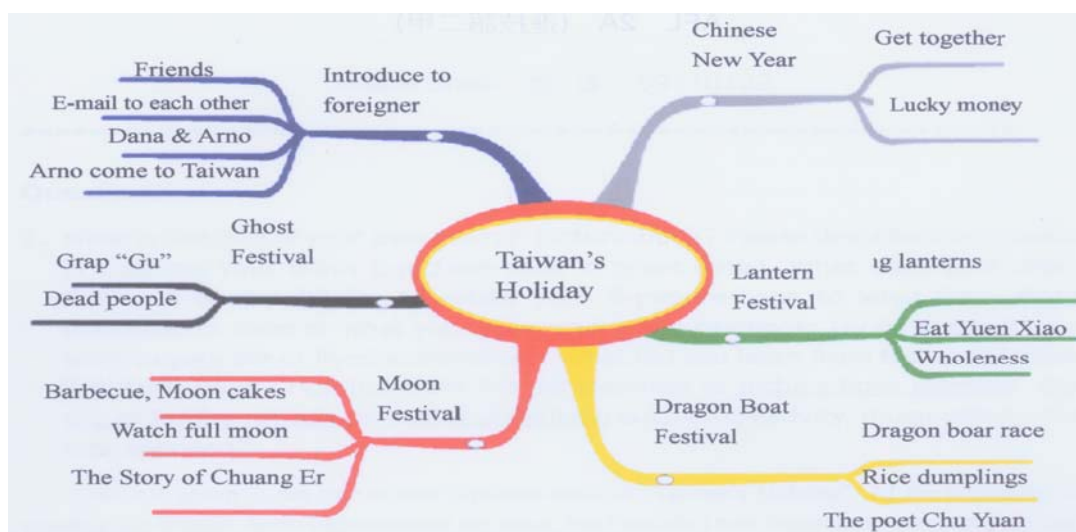 Taiwan's
Holiday
Introduce to
foreigner
Friends
E-mail to each other
Dana & Arno
Arno come to Taiwan
Chinese
New Year
Get together
Lucky money
Ghost
Festival
Grap “Gu”
Dead people
Lantern
Festival
ng lanterns
Eat Yuen Xiao
Wholeness
Moon
Festival
Barbecue, Moon cakes
Watch full moon
The Story of Chuang Er
Dragon Boat
Festival
Dragon boar race
Rice dumplings
The poet Chu Yuan